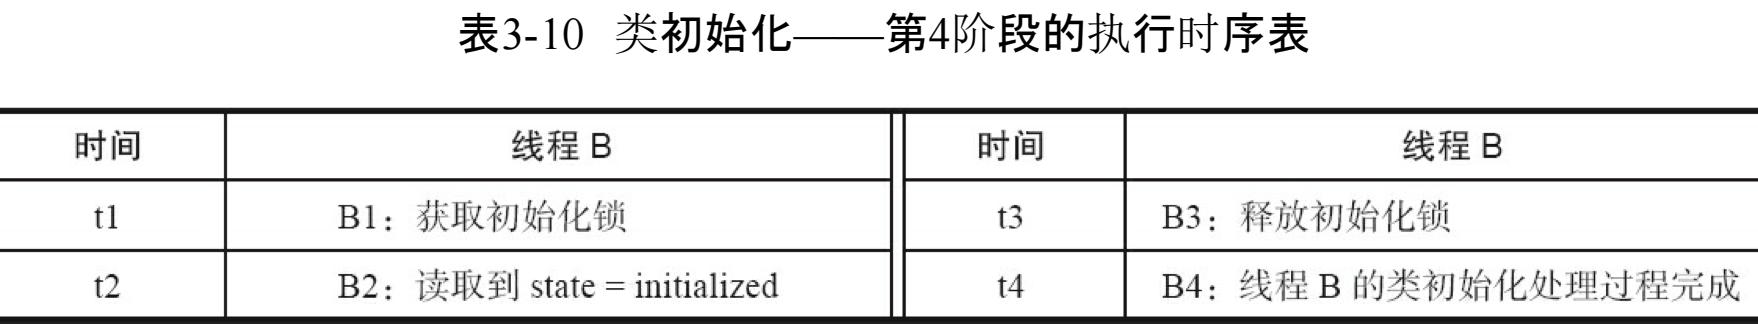 表3-10 类初始化——第4阶段的执行时序表
时间 线程 B 时间 线程 B
t1 B1：获取初始化锁 t3 B3：释放初始化锁
t2 B2：读取到 state = initialized t4 B4：线程 B 的类初始化处理过程完成